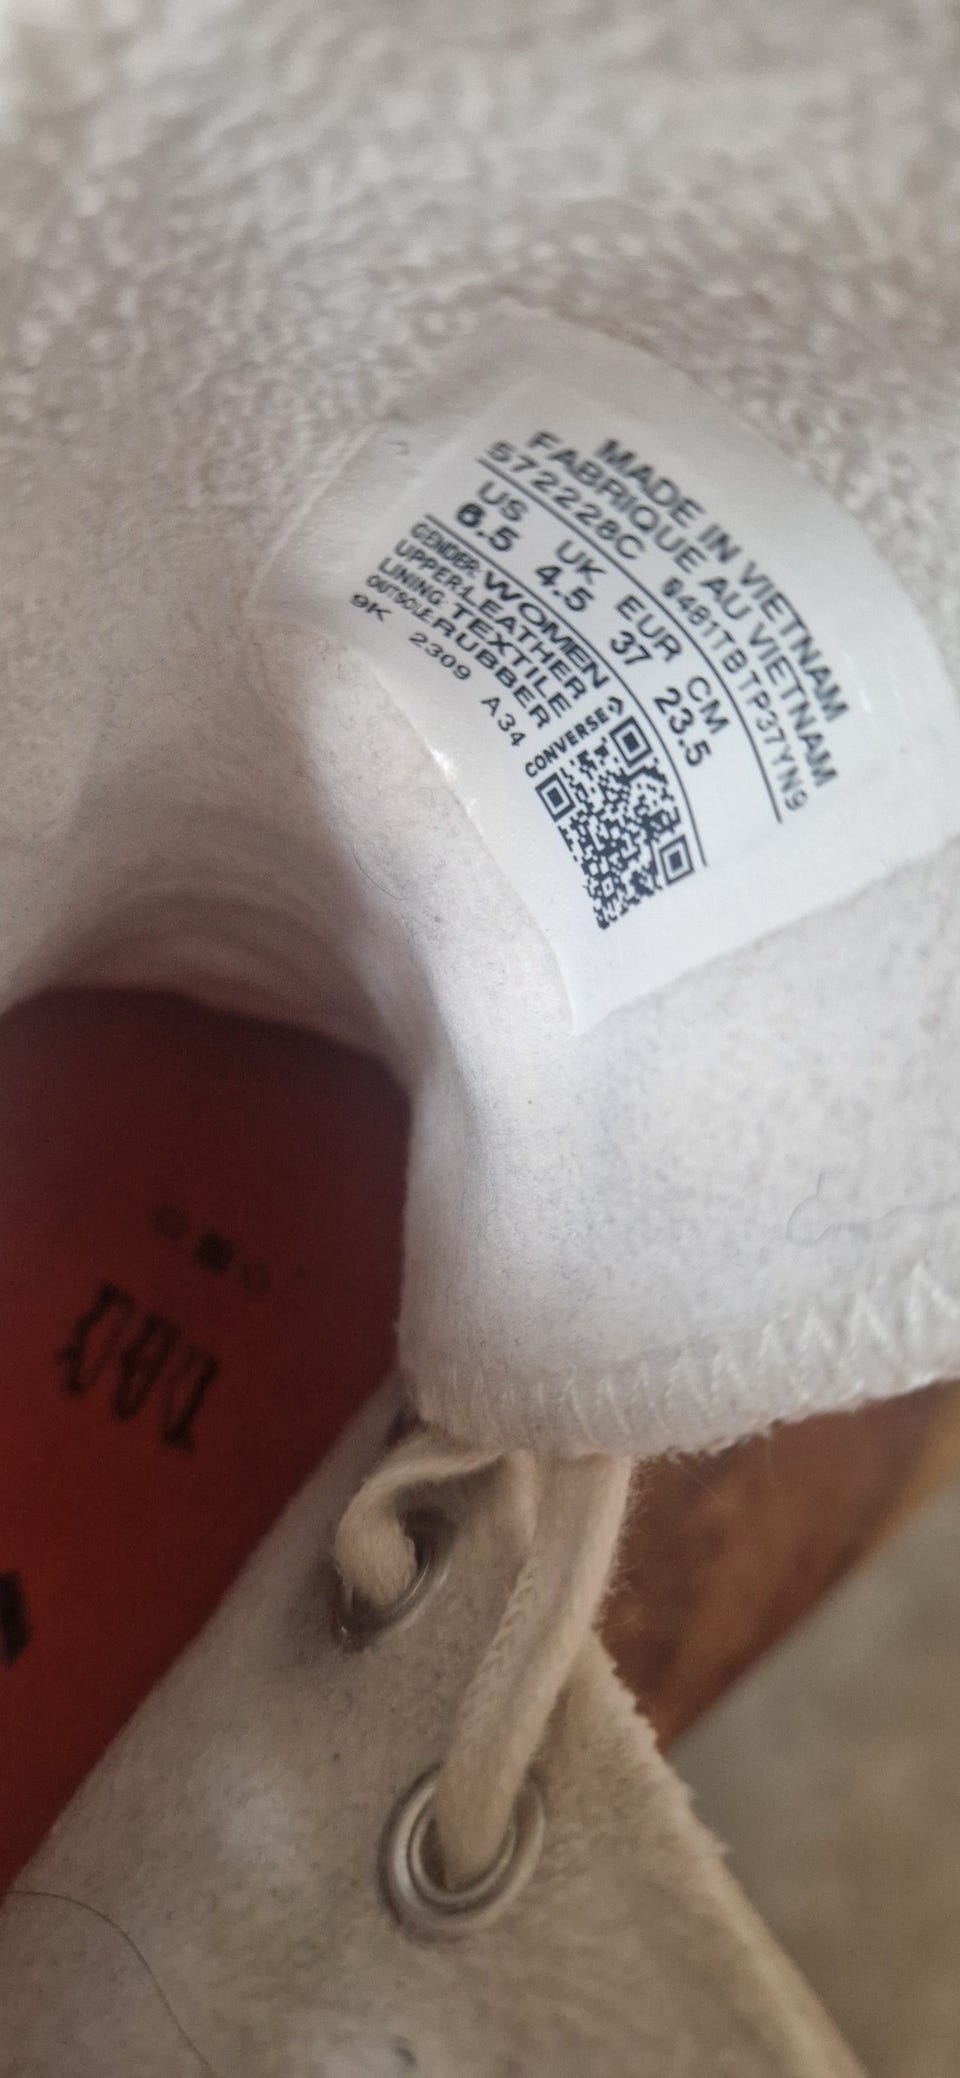 MADE IN VIETNAM
FABRIQUE AU VIETNAM
572228C 0481TBTP37YN9
US UK EUR CM
6.5 4.5 37 23.5
GENDER: WOMEN
UPPER: LEATHER
LINING: TEXTILE
OUTSOLE: RUBBER
9K 2309 A34
CONVERSE